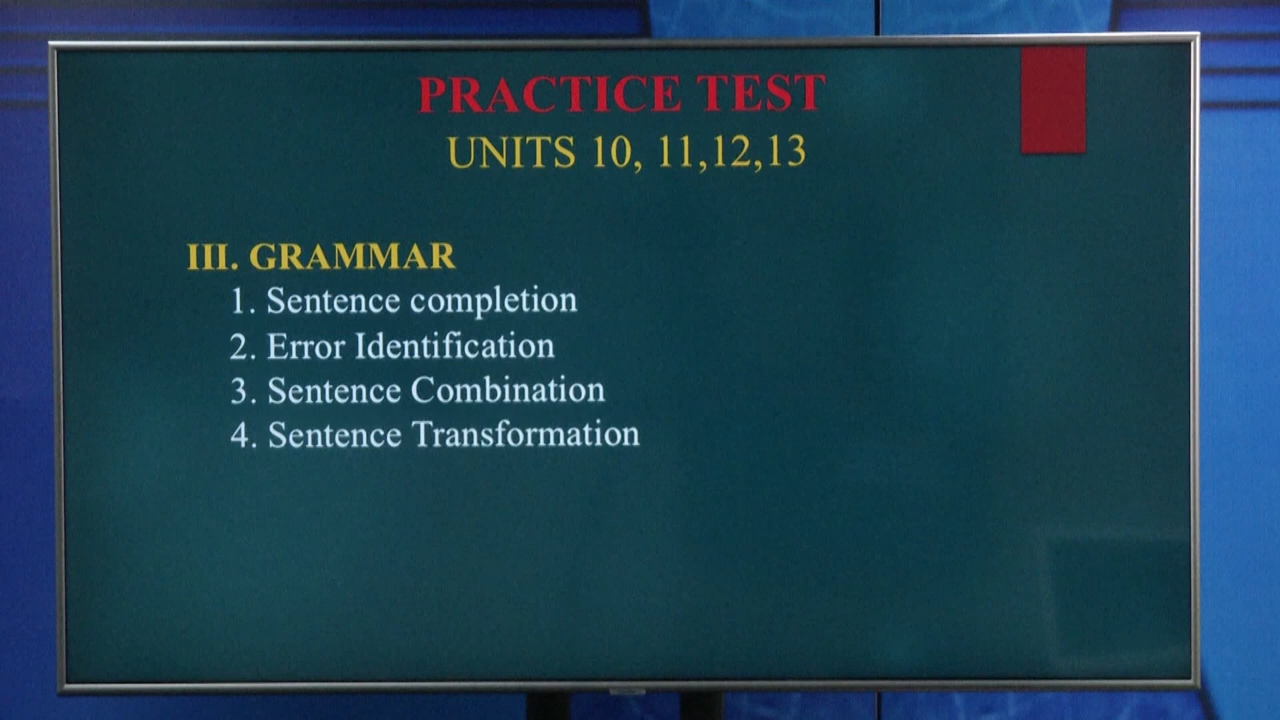 PRACTICE TEST
UNITS 10, 11,12,13
III. GRAMMAR
1. Sentence completion
2. Error Identification
3. Sentence Combination
4. Sentence Transformation